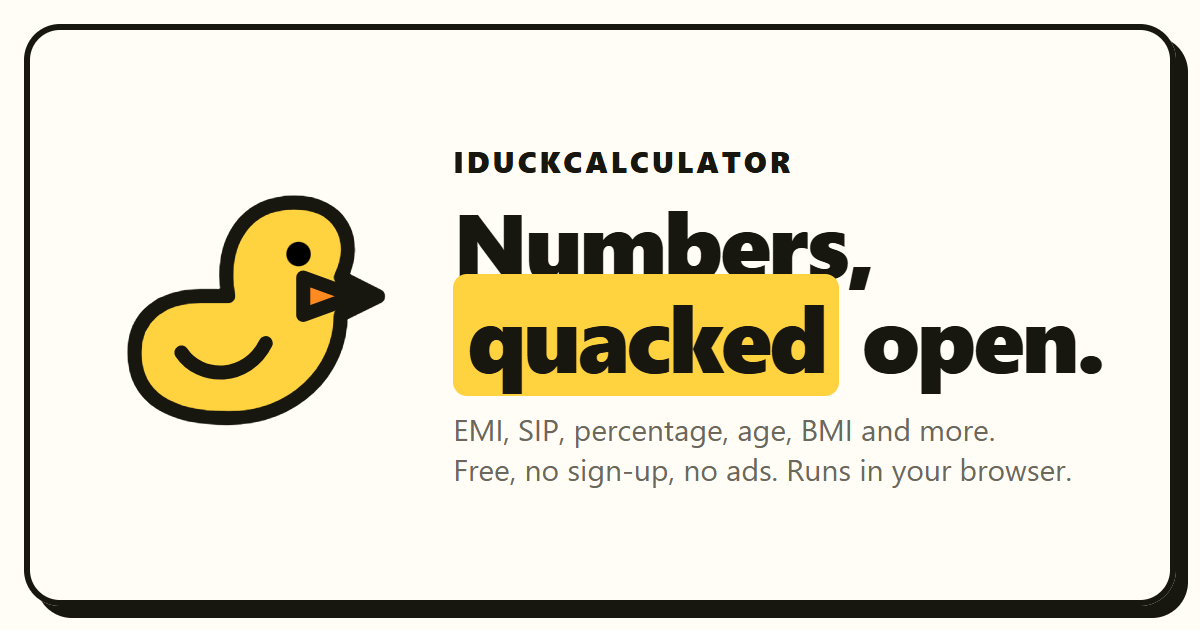 IDUCKCALCULATOR
Numbers,
quacked open.
EMI, SIP, percentage, age, BMI and more.
Free, no sign-up, no ads. Runs in your browser.